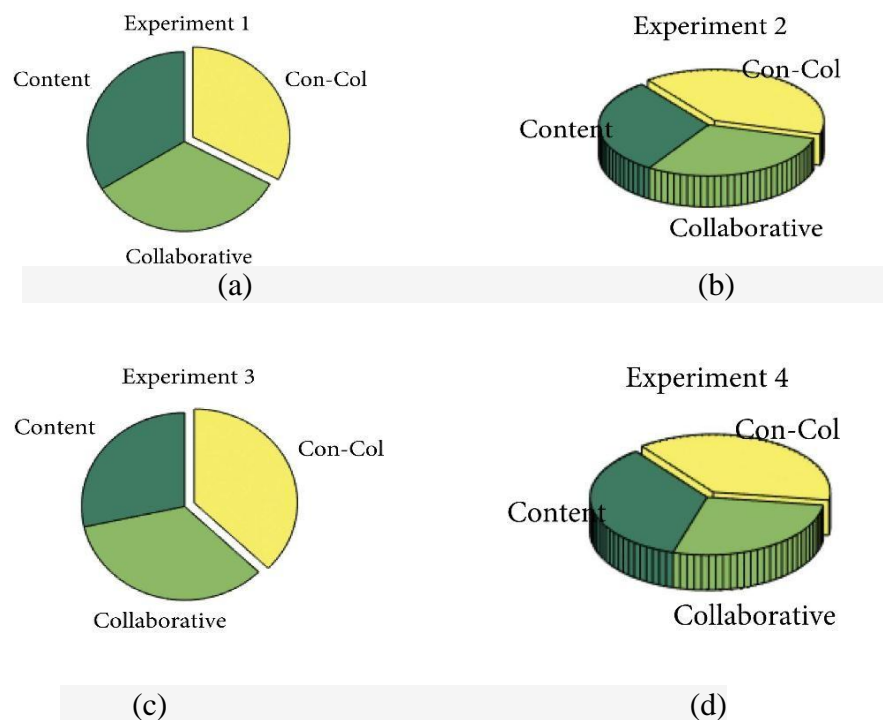 Experiment 1
Content
Con-Col
Collaborative
(a)
Experiment 2
Con-Col
Content
Collaborative
(b)
Experiment 3
Content
Con-Col
Collaborative
(c)
Experiment 4
Con-Col
Content
Collaborative
(d)